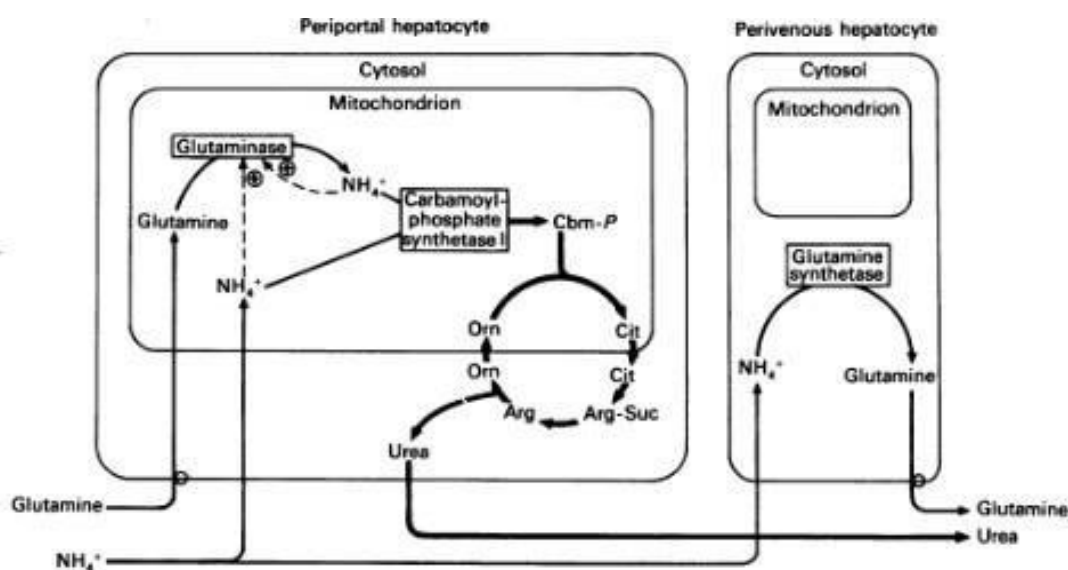 Periportal hepatocyte
Perivenous hepatocyte
Cytosol
Cytosol
Mitochondrion
Mitochondrion
Glutaminase
⊕
⊕
NH₄⁺
Carbamoyl-
phosphate
synthetase I
Glutamine
Cbm-P
NH₄⁺
Glutamine
synthetase
Orn
Cit
Orn
Cit
NH₄⁺
Glutamine
Arg
Arg-Suc
Urea
Glutamine
Glutamine
Urea
NH₄⁺